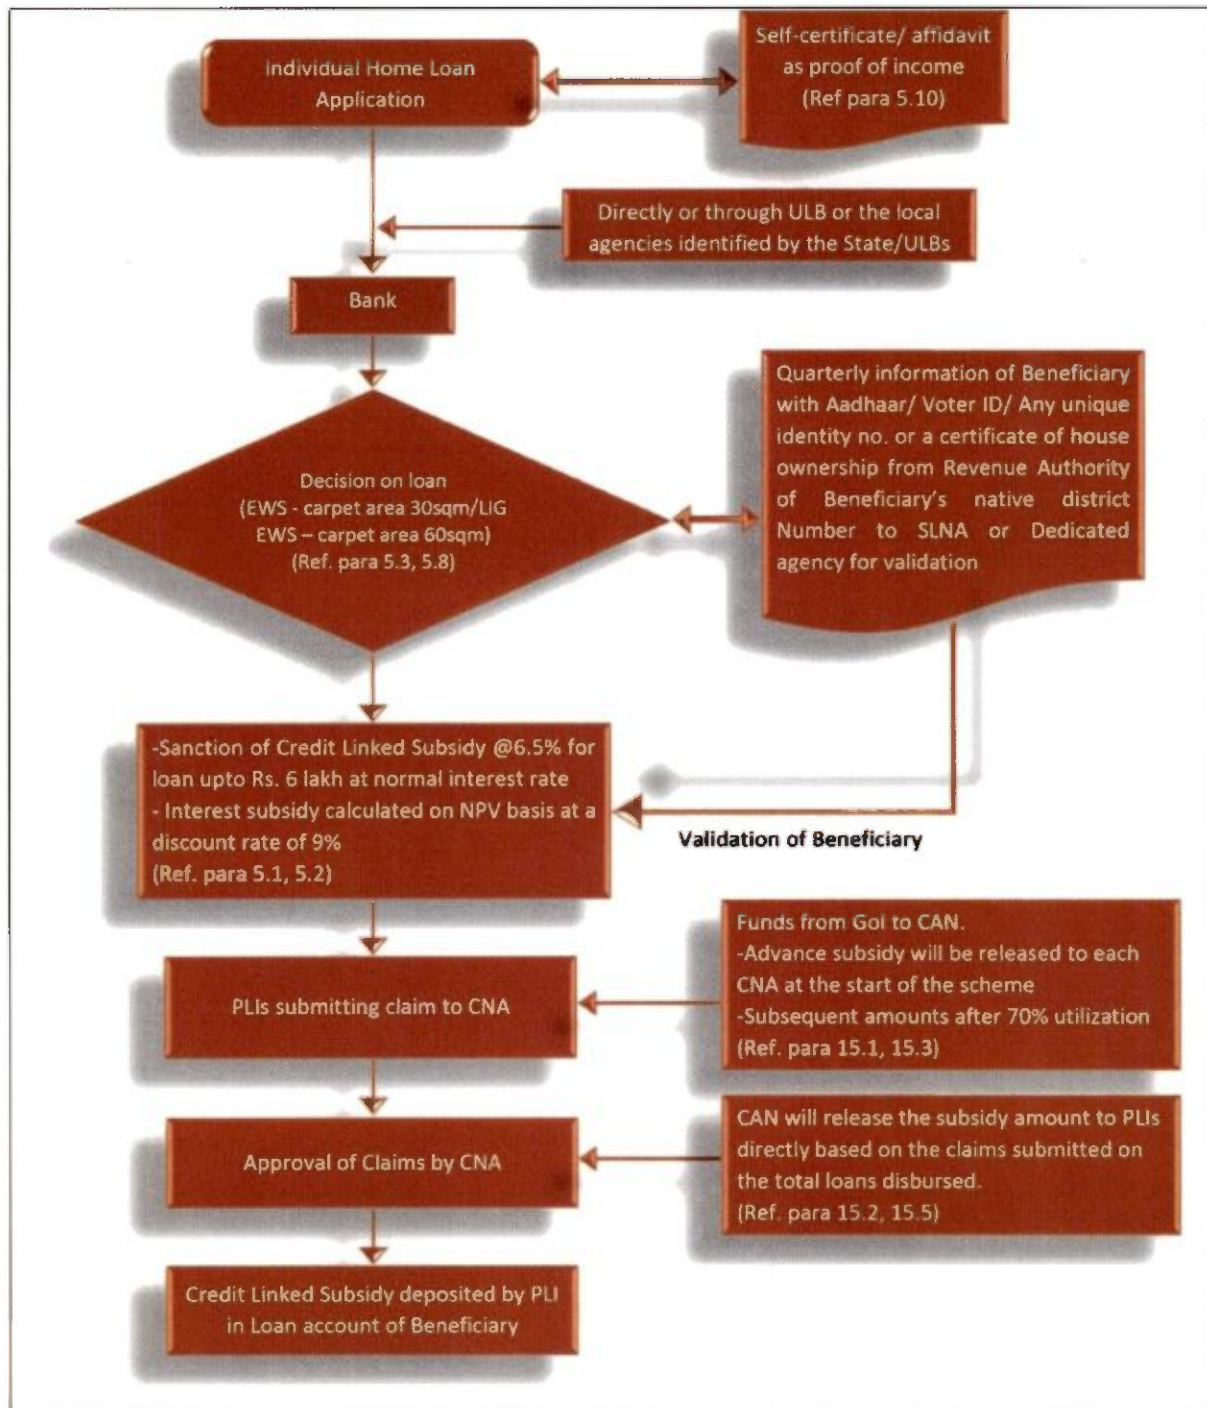 Individual Home Loan
Application
Self-certificate/ affidavit
as proof of income
(Ref para 5.10)
Directly or through ULB or the local
agencies identified by the State/ULBs
Bank
Decision on loan
(EWS - carpet area 30sqm/LIG
EWS – carpet area 60sqm)
(Ref. para 5.3, 5.8)
Quarterly information of Beneficiary
with Aadhaar/ Voter ID/ Any unique
identity no. or a certificate of house
ownership from Revenue Authority
of Beneficiary's native district
Number to SLNA or Dedicated
agency for validation
-Sanction of Credit Linked Subsidy @6.5% for
loan upto Rs. 6 lakh at normal interest rate
- Interest subsidy calculated on NPV basis at a
discount rate of 9%
(Ref. para 5.1, 5.2)
Validation of Beneficiary
PLIs submitting claim to CNA
Funds from GoI to CAN.
-Advance subsidy will be released to each
CNA at the start of the scheme
-Subsequent amounts after 70% utilization
(Ref. para 15.1, 15.3)
Approval of Claims by CNA
CAN will release the subsidy amount to PLIs
directly based on the claims submitted on
the total loans disbursed.
(Ref. para 15.2, 15.5)
Credit Linked Subsidy deposited by PLI
in Loan account of Beneficiary